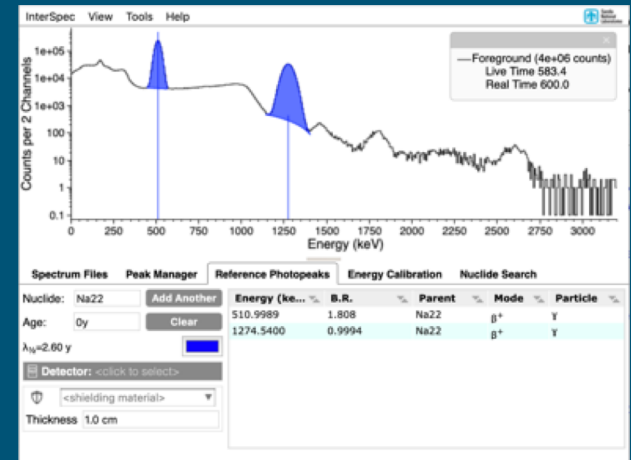 InterSpec View Tools Help
Sandia National Laboratories
Counts per 2 Channels
1e+05
1e+04
1e+03
100
10
1
0.1
Foreground (4e+06 counts)
Live Time 583.4
Real Time 600.0
0 250 500 750 1000 1250 1500 1750 2000 2250 2500 2750 3000
Energy (keV)
Spectrum Files Peak Manager Reference Photopeaks Energy Calibration Nuclide Search
Nuclide: Na22 Add Another
Age: 0y Clear
λ½=2.60 y
Detector: <click to select>
<shielding material>
Thickness 1.0 cm
Energy (ke... B.R. Parent Mode Particle
510.9989 1.808 Na22 β+ γ
1274.5400 0.9994 Na22 β+ γ